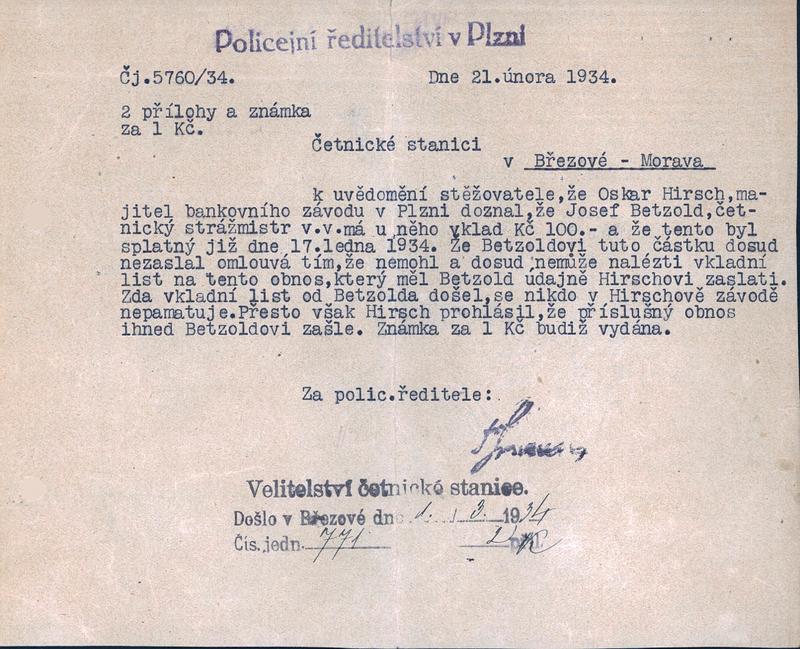 Policejní ředitelství v Plzni
Čj.5760/34. Dne 21.února 1934.
2 přílohy a známka
za 1 Kč.
Četnické stanici
v Březové - Morava
k uvědomění stěžovatele,že Oskar Hirsch,ma-
jitel bankovního závodu v Plzni doznal,že Josef Betzold,čet-
nický strážmistr v.v.má u něho vklad Kč 100.- a že tento byl
splatný již dne 17.ledna 1934. Že Betzoldovi tuto částku dosud
nezaslal omlouvá tím,že nemohl a dosud nemůže nalézti vkladní
list na tento obnos,který měl Betzold údajně Hirschovi zaslati.
Zda vkladní list od Betzolda došel,se nikdo v Hirschově závodě
nepamatuje.Přesto však Hirsch prohlásil,že příslušný obnos
ihned Betzoldovi zašle. Známka za 1 Kč budiž vydána.
Za polic.ředitele:
Velitelství četnické stanice.
Došlo v Březové dne 1. 3. 1934
Čís. jedn. 771 2 příl.